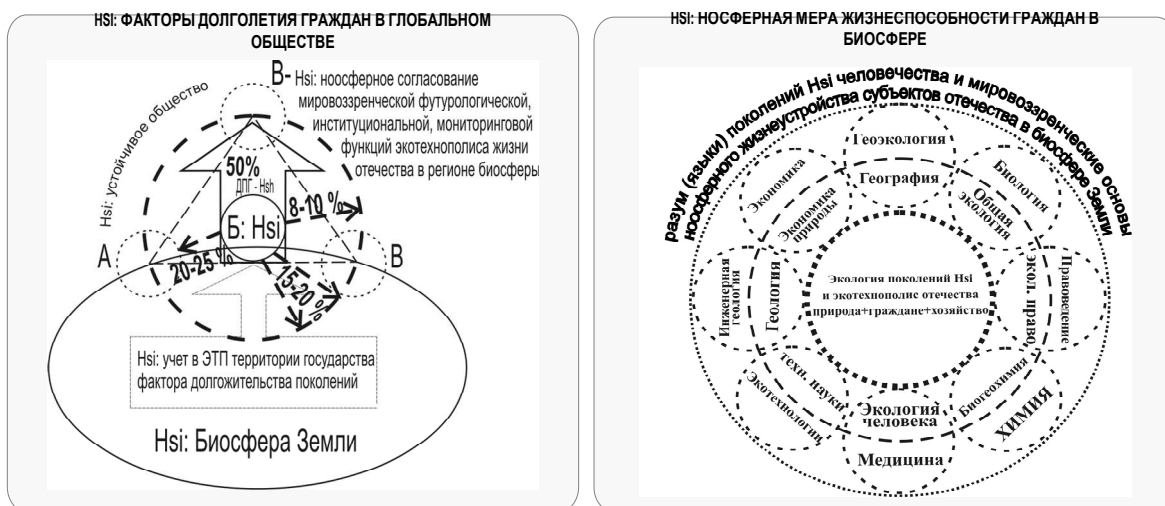 HSI: ФАКТОРЫ ДОЛГОЛЕТИЯ ГРАЖДАН В ГЛОБАЛЬНОМ
ОБЩЕСТВЕ
Hsi: устойчивое общество
В- Hsi: ноосферное согласование
мировоззренческой футурологической,
институциональной, мониторинговой
функций экотехнополиса жизни
отечества в регионе биосферы
50%
ДПГ - Hsh
8-10 %
Б: Hsi
А
В
20-25 %
15-20 %
Hsi: учет в ЭТП территории государства
фактора долгожительства поколений
Hsi: Биосфера Земли
HSI: НОСФЕРНАЯ МЕРА ЖИЗНЕСПОСОБНОСТИ ГРАЖДАН В
БИОСФЕРЕ
разум (языки) поколений Hsi человечества и мировоззренческие основы
ноосферного жизнеустройства субъектов отечества в биосфере Земли
Геоэкология
География
Биология
Общая
экология
Правоведение
экол. право
ХИМИЯ
Биогеохимия
Экология
человека
Медицина
техн. науки
Экотехнологии
Инженерная
геология
Геология
Экономика
Экономика
природы
Экология поколений Hsi
и экотехнополис отечества
природа+граждане+хозяйство